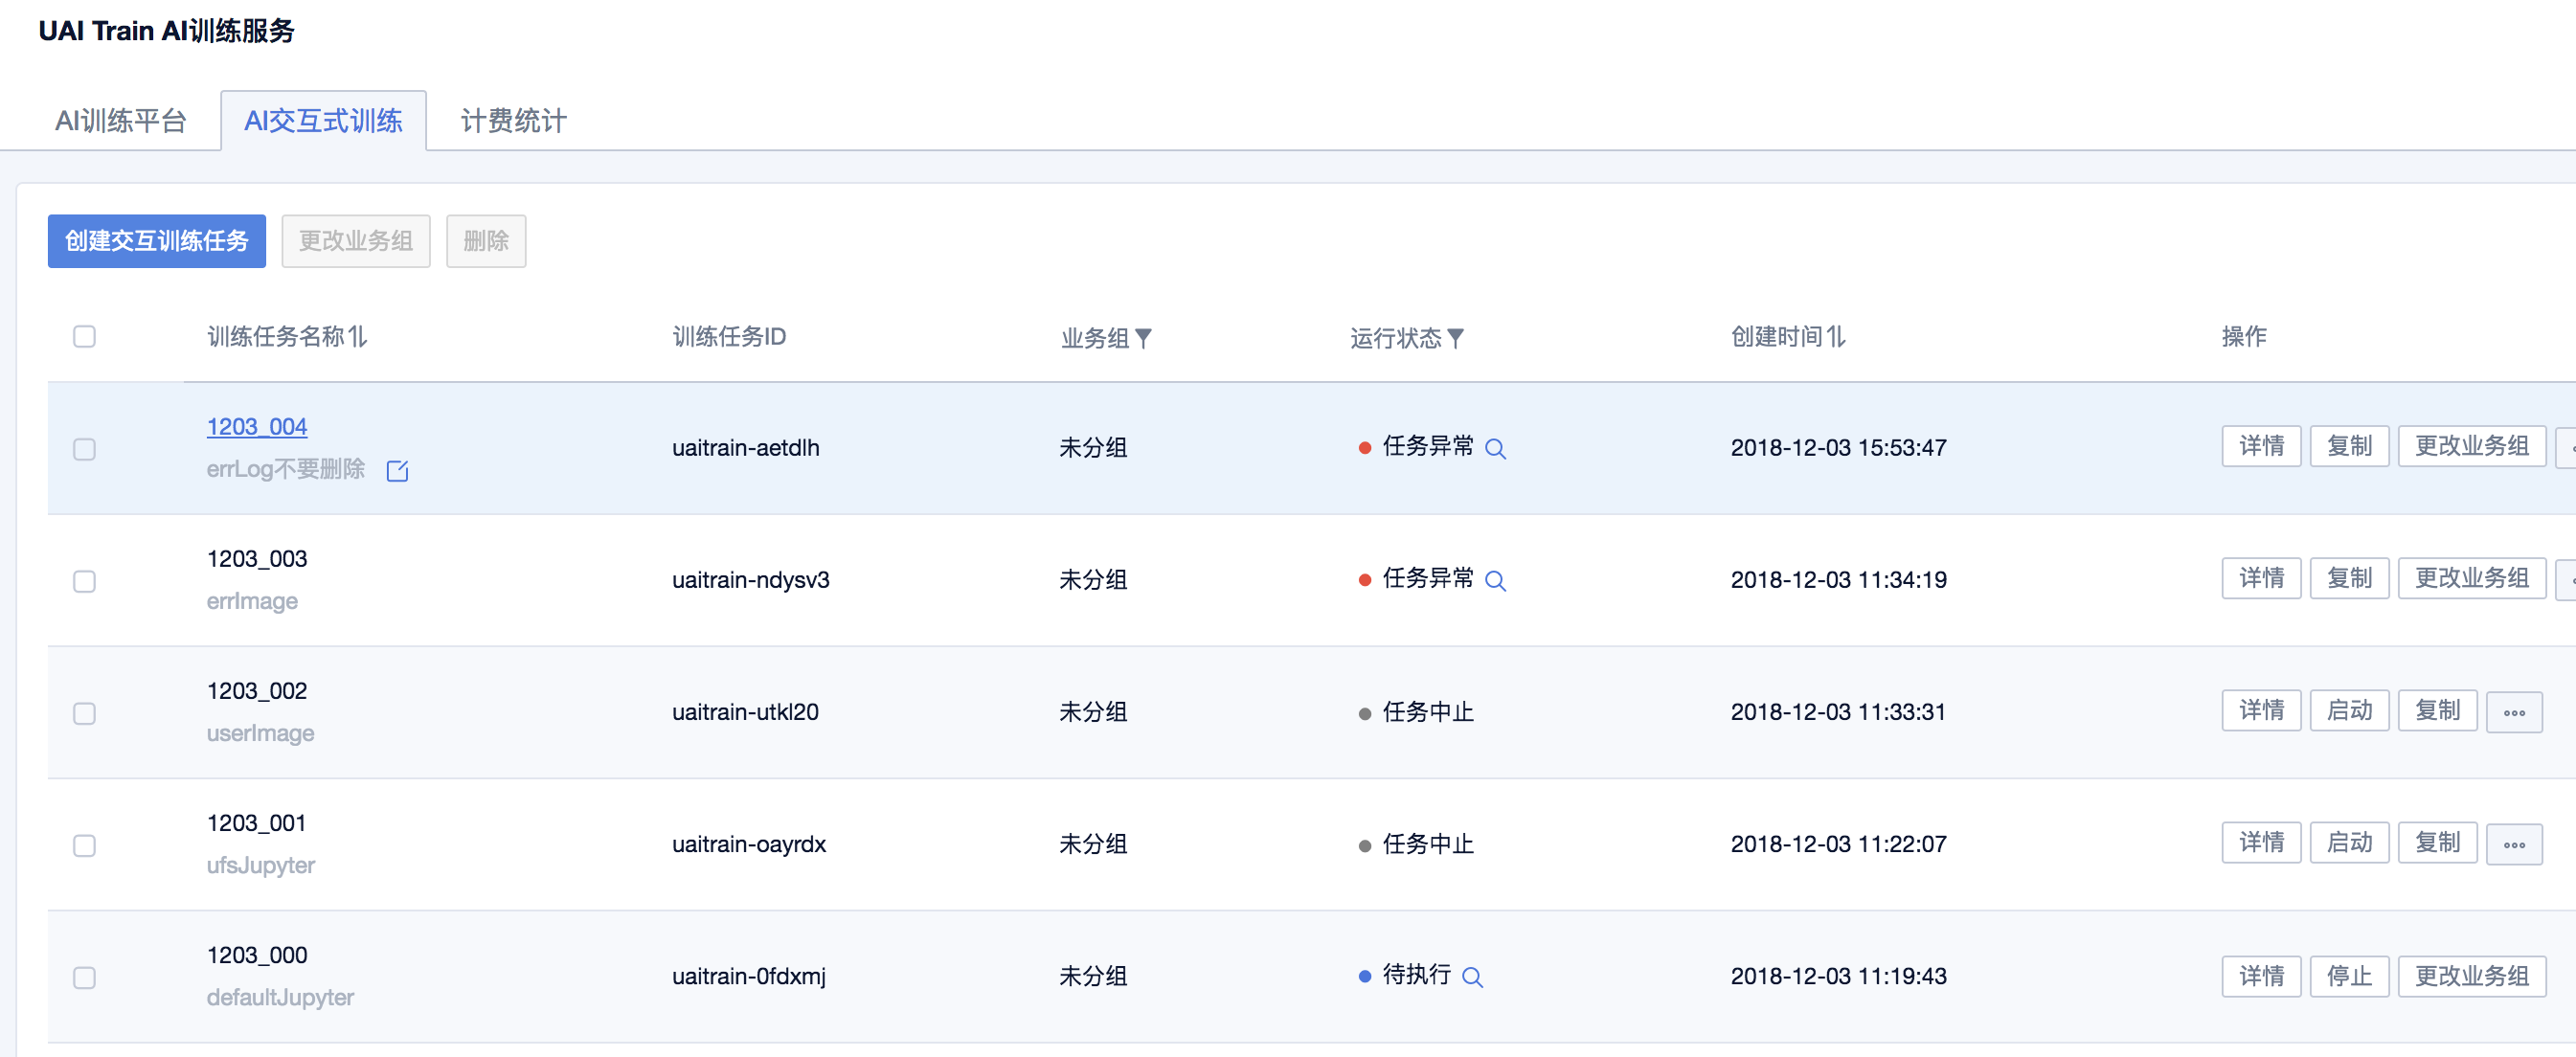 UAI Train AI训练服务
AI训练平台 AI交互式训练 计费统计
创建交互训练任务 更改业务组 删除
训练任务名称 训练任务ID 业务组 运行状态 创建时间 操作
1203_004
errLog不要删除
uaitrain-aetdlh 未分组 任务异常 2018-12-03 15:53:47 详情 复制 更改业务组
1203_003
errImage
uaitrain-ndysv3 未分组 任务异常 2018-12-03 11:34:19 详情 复制 更改业务组
1203_002
userImage
uaitrain-utkl20 未分组 任务中止 2018-12-03 11:33:31 详情 启动 复制
1203_001
ufsJupyter
uaitrain-oayrdx 未分组 任务中止 2018-12-03 11:22:07 详情 启动 复制
1203_000
defaultJupyter
uaitrain-0fdxmj 未分组 待执行 2018-12-03 11:19:43 详情 停止 更改业务组